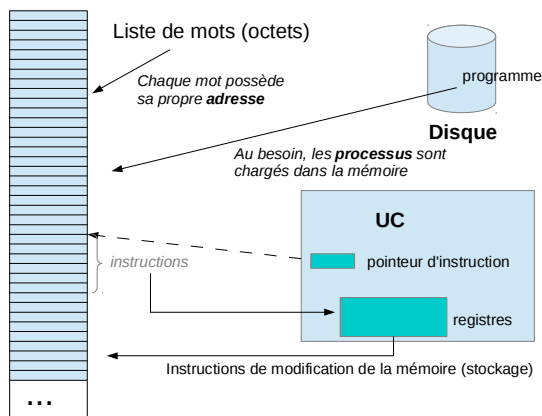 Liste de mots (octets)
Chaque mot possède
sa propre adresse
programme
Disque
Au besoin, les processus sont
chargés dans la mémoire
UC
pointeur d'instruction
instructions
registres
Instructions de modification de la mémoire (stockage)
...